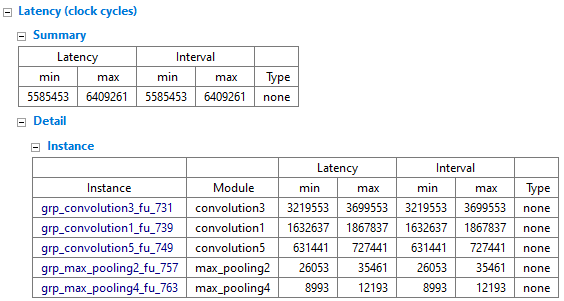 Latency (clock cycles)
Summary
Latency Interval
min max min max Type
5585453 6409261 5585453 6409261 none
Detail
Instance
Latency Interval
Instance Module min max min max Type
grp_convolution3_fu_731 convolution3 3219553 3699553 3219553 3699553 none
grp_convolution1_fu_739 convolution1 1632637 1867837 1632637 1867837 none
grp_convolution5_fu_749 convolution5 631441 727441 631441 727441 none
grp_max_pooling2_fu_757 max_pooling2 26053 35461 26053 35461 none
grp_max_pooling4_fu_763 max_pooling4 8993 12193 8993 12193 none